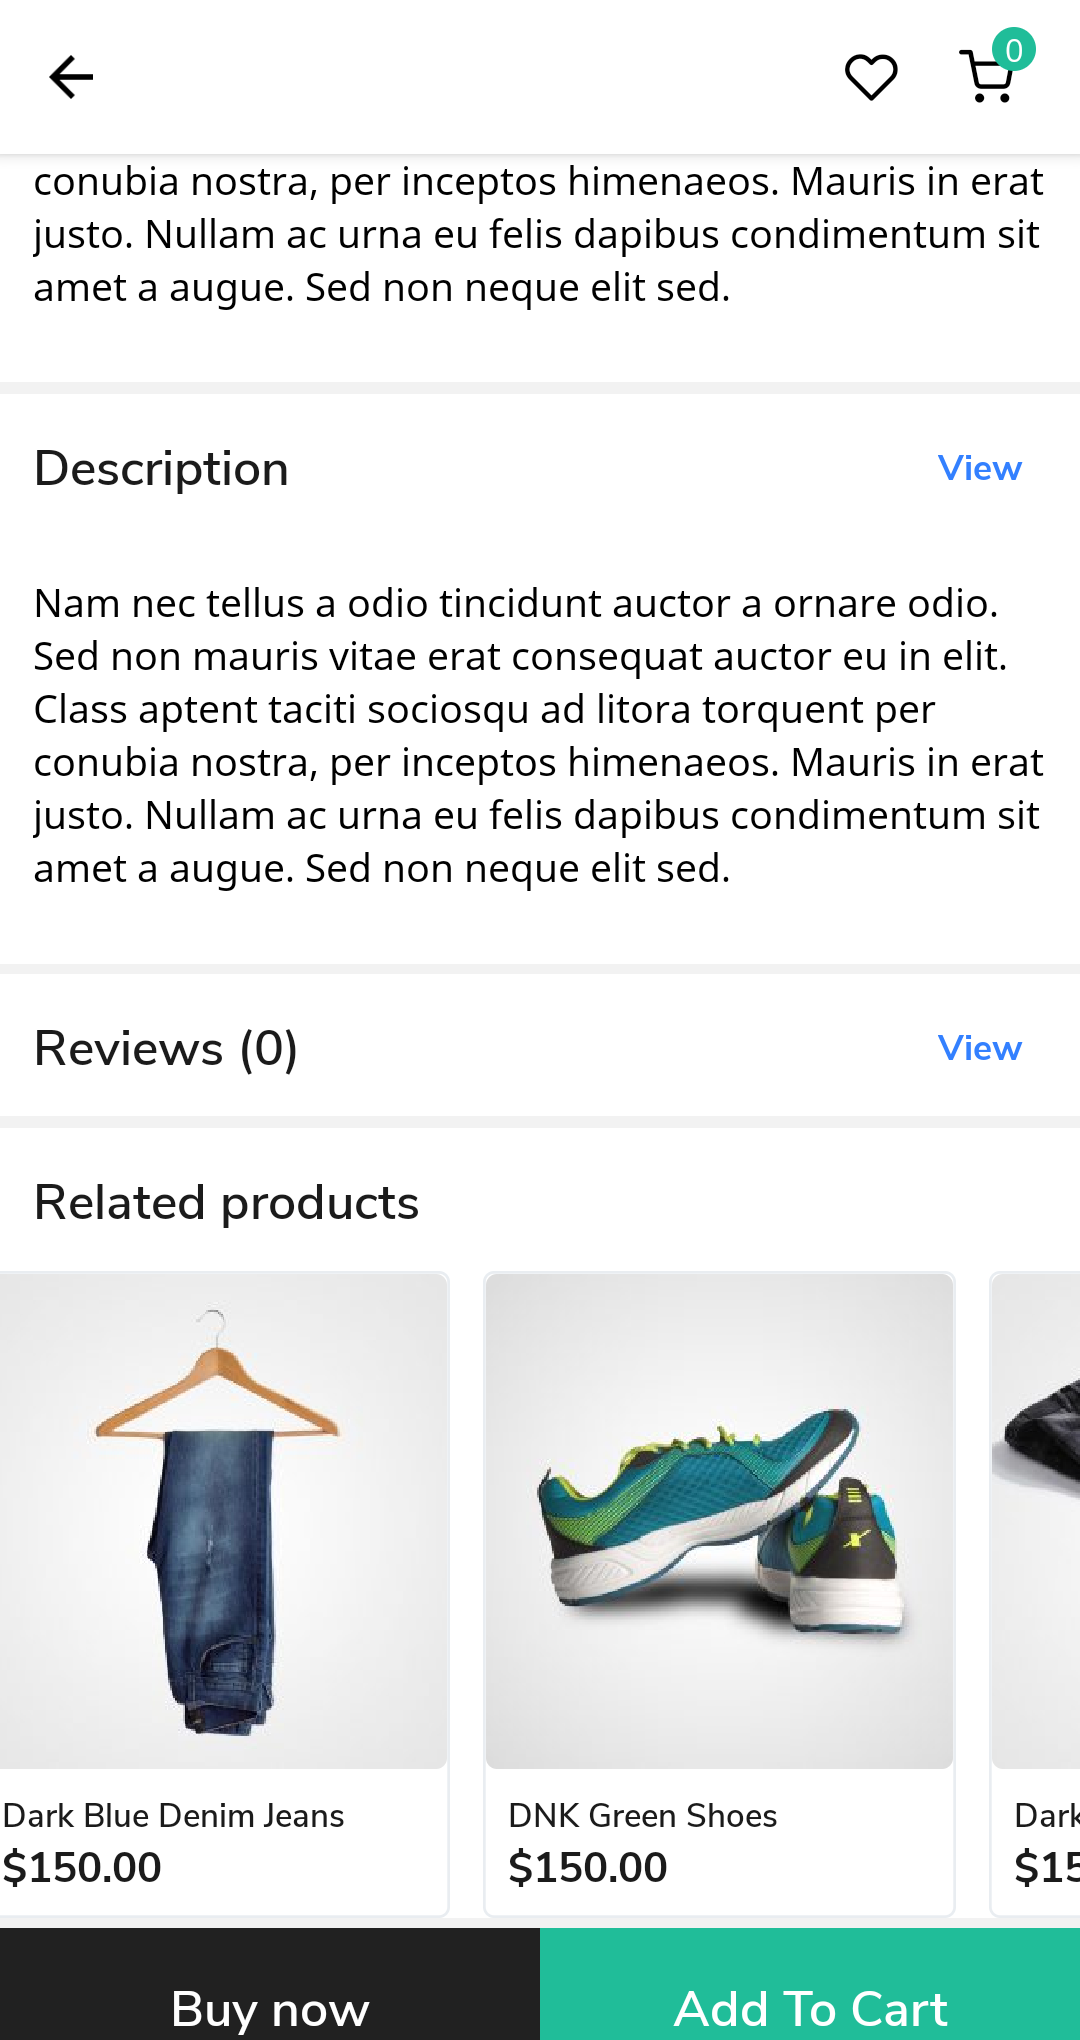 0
conubia nostra, per inceptos himenaeos. Mauris in erat
justo. Nullam ac urna eu felis dapibus condimentum sit
amet a augue. Sed non neque elit sed.
Description View
Nam nec tellus a odio tincidunt auctor a ornare odio.
Sed non mauris vitae erat consequat auctor eu in elit.
Class aptent taciti sociosqu ad litora torquent per
conubia nostra, per inceptos himenaeos. Mauris in erat
justo. Nullam ac urna eu felis dapibus condimentum sit
amet a augue. Sed non neque elit sed.
Reviews (0) View
Related products
Dark Blue Denim Jeans
$150.00
DNK Green Shoes
$150.00
Dark
$15
Buy now
Add To Cart